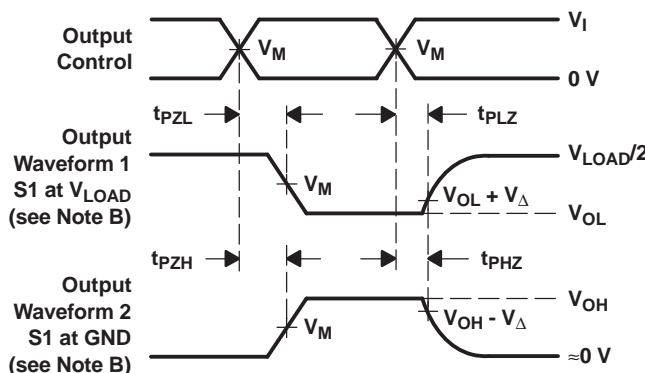 Output
Control
V_M
V_M
V_I
0 V
t_PZL
t_PLZ
Output
Waveform 1
S1 at V_LOAD
(see Note B)
V_M
V_LOAD/2
V_OL + V_Δ
V_OL
t_PZH
t_PHZ
Output
Waveform 2
S1 at GND
(see Note B)
V_M
V_OH
V_OH - V_Δ
≈0 V